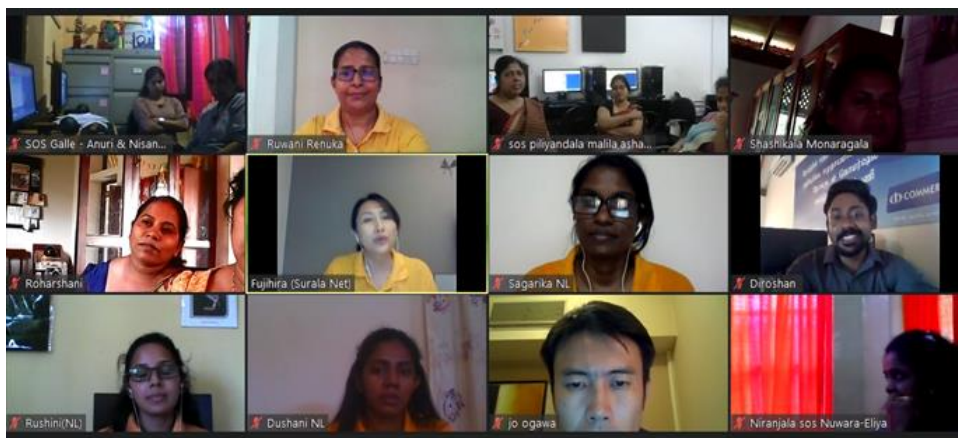 SOS Galle - Anuri & Nisan...
Ruwani Renuka
sos piliyandala malila asha...
Shashikala Monaragala
Roharshani
Fujihira (Surala Net)
Sagarika NL
COMMER
Diroshan
Rushini(NL)
Dushani NL
jo ogawa
Niranjala sos Nuwara-Eliya